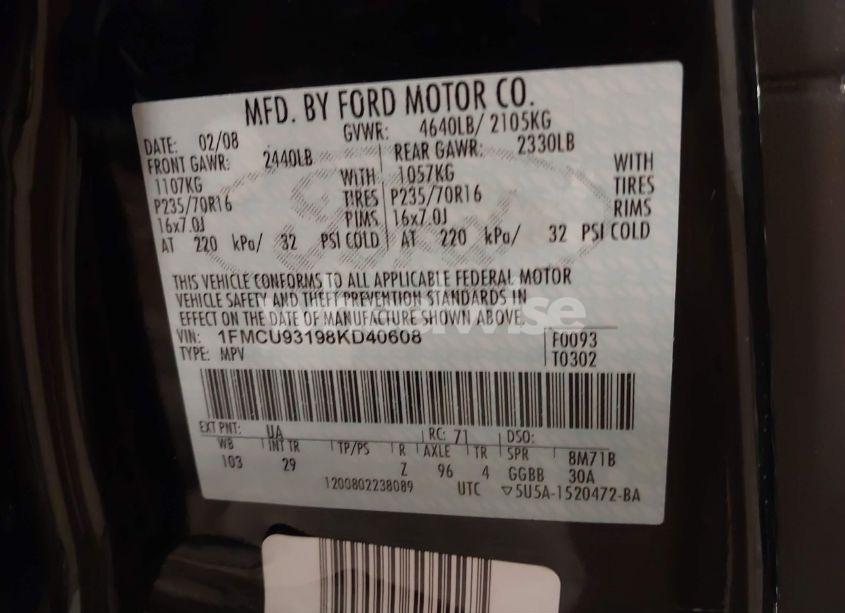 MFD. BY FORD MOTOR CO.
DATE: 02/08 GVWR: 4640LB/ 2105KG
FRONT GAWR: 2440LB REAR GAWR: 2330LB
1107KG WITH 1057KG WITH
P235/70R16 TIRES P235/70R16 TIRES
16x7.0J RIMS 16x7.0J RIMS
AT 220 kPa/ 32 PSI COLD AT 220 kPa/ 32 PSI COLD
THIS VEHICLE CONFORMS TO ALL APPLICABLE FEDERAL MOTOR
VEHICLE SAFETY AND THEFT PREVENTION STANDARDS IN
EFFECT ON THE DATE OF MANUFACTURE SHOWN ABOVE.
VIN: 1FMCU93198KD40608 F0093
TYPE: MPV T0302
EXT PNT: UA RC: 71 DSO:
WB INT TR TP/PS R AXLE TR SPR 8M71B
103 29 Z 96 4 GGBB 30A
1200802238089 UTC ▽5U5A-1520472-BA